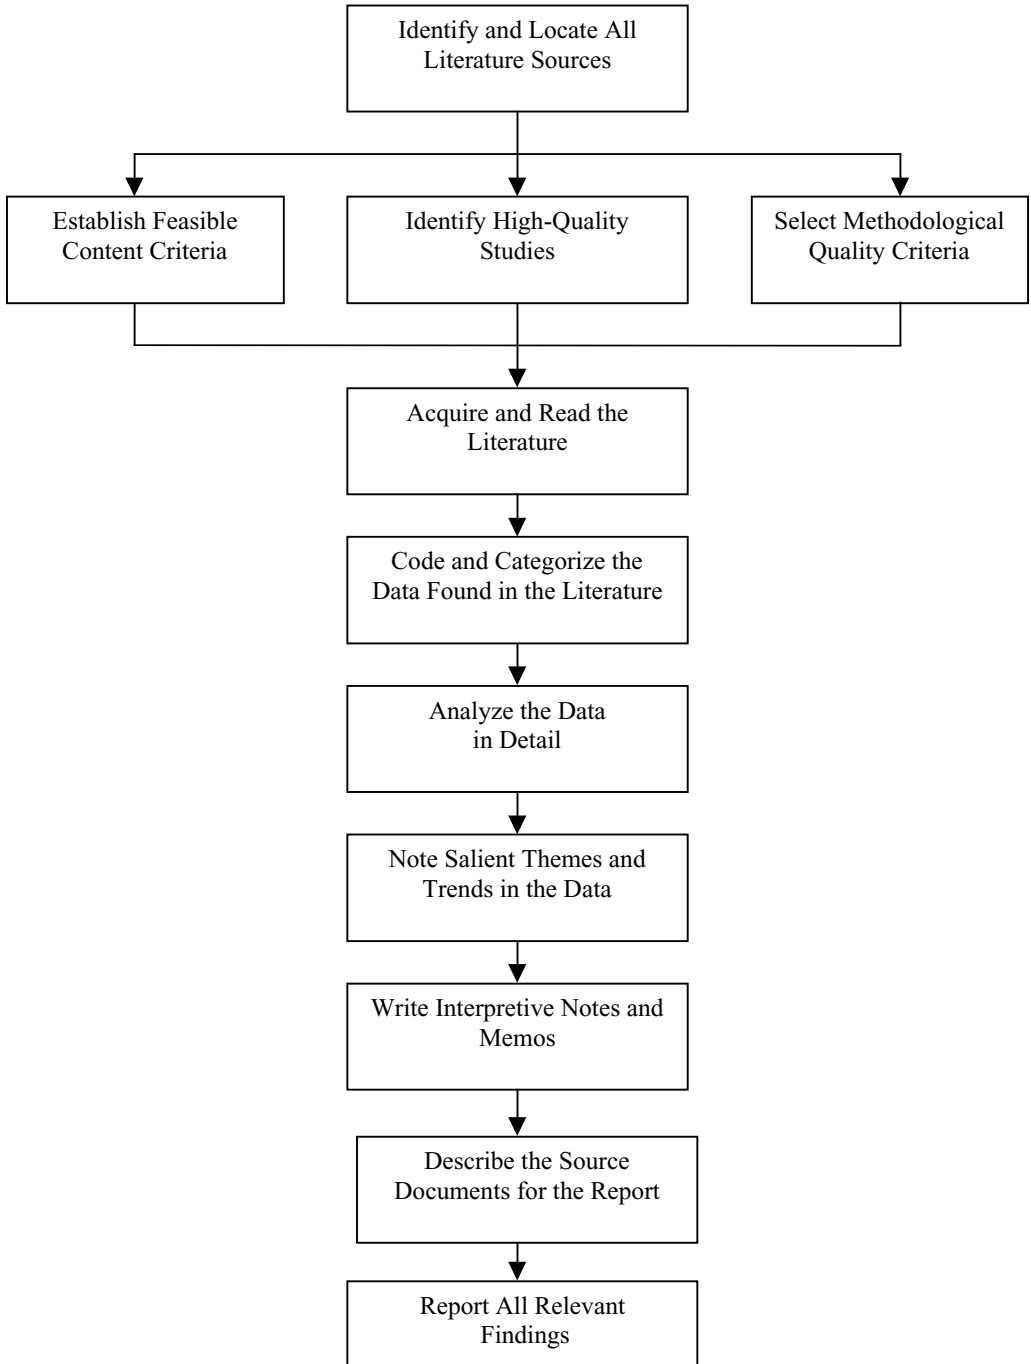 Identify and Locate All
Literature Sources
Establish Feasible
Content Criteria
Identify High-Quality
Studies
Select Methodological
Quality Criteria
Acquire and Read the
Literature
Code and Categorize the
Data Found in the Literature
Analyze the Data
in Detail
Note Salient Themes and
Trends in the Data
Write Interpretive Notes and
Memos
Describe the Source
Documents for the Report
Report All Relevant
Findings